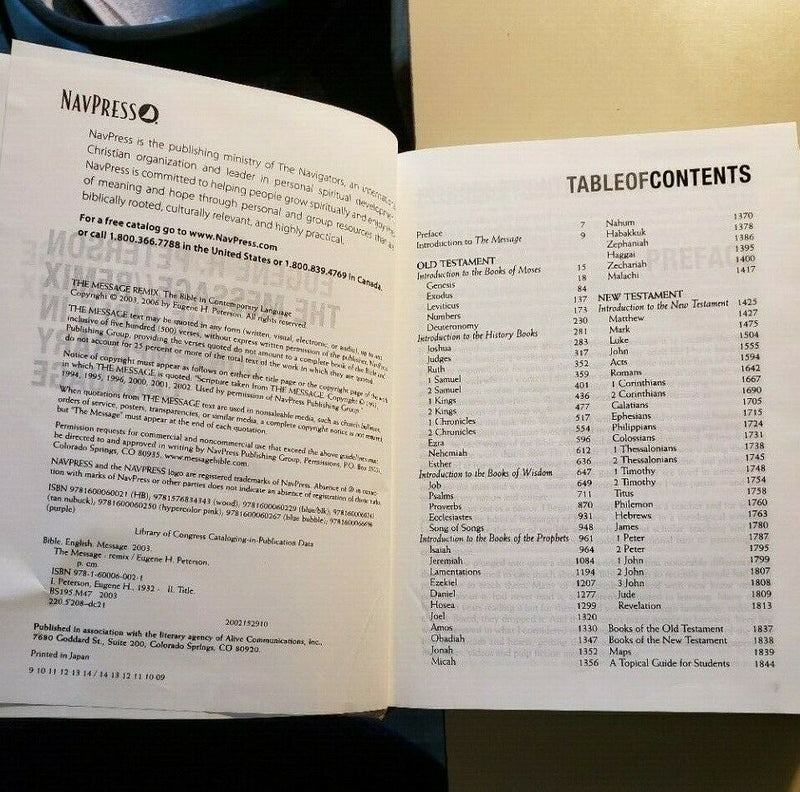 NAVPRESS
NavPress is the publishing ministry of The Navigators, an international
Christian organization and leader in personal spiritual development.
NavPress is committed to helping people grow spiritually and enjoy lives
of meaning and hope through personal and group resources that are
biblically rooted, culturally relevant, and highly practical.
For a free catalog go to www.NavPress.com
or call 1.800.366.7788 in the United States or 1.800.839.4769 in Canada.
THE MESSAGE REMIX: The Bible in Contemporary Language
Copyright © 2003, 2006 by Eugene H. Peterson. All rights reserved.
THE MESSAGE text may be quoted in any form (written, visual, electronic, or audio), up to and
inclusive of five hundred (500) verses, without express written permission of the publisher, NavPress
Publishing Group, providing the verses quoted do not amount to a complete book of the Bible and
do not account for 25 percent or more of the total text of the work in which they are quoted.
Notice of copyright must appear as follows on either the title page or the copyright page of the work
in which THE MESSAGE is quoted: "Scripture taken from THE MESSAGE. Copyright © 1993,
1994, 1995, 1996, 2000, 2001, 2002. Used by permission of NavPress Publishing Group."
When quotations from THE MESSAGE text are used in nonsaleable media, such as church bulletins,
orders of service, posters, transparencies, or similar media, a complete copyright notice is not required,
but "The Message" must appear at the end of each quotation.
Permission requests for commercial and noncommercial use that exceed the above guidelines must
be directed to and approved in writing by NavPress Publishing Group, Permissions, P.O. Box 35001,
Colorado Springs, CO 80935. www.messagebible.com.
NAVPRESS and the NAVPRESS logo are registered trademarks of NavPress. Absence of ® in connec-
tion with marks of NavPress or other parties does not indicate an absence of registration of those marks.
ISBN 9781600060021 (HB), 9781576834343 (wood), 9781600060229 (blue/blk),
(tan nubuck), 9781600060250 (hypercolor pink), 9781600060267 (blue bubble),
(purple)
Library of Congress Cataloging-in-Publication Data
Bible. English. Message. 2003.
The Message : remix / Eugene H. Peterson.
p. cm.
ISBN 978-1-60006-002-1
I. Peterson, Eugene H., 1932- II. Title.
BS195.M47 2003
220.5'208--dc21
2002152910
Published in association with the literary agency of Alive Communications, Inc.,
7680 Goddard St., Suite 200, Colorado Springs, CO 80920.
Printed in Japan
9 10 11 12 13 14 / 14 13 12 11 10 09
TABLEOFCONTENTS
Preface 7
Introduction to The Message 9
OLD TESTAMENT
Introduction to the Books of Moses 15
Genesis 18
Exodus 84
Leviticus 137
Numbers 173
Deuteronomy 230
Introduction to the History Books 281
Joshua 283
Judges 317
Ruth 352
1 Samuel 359
2 Samuel 401
1 Kings 436
2 Kings 477
1 Chronicles 517
2 Chronicles 554
Ezra 596
Nehemiah 612
Esther 636
Introduction to the Books of Wisdom 647
Job 649
Psalms 711
Proverbs 870
Ecclesiastes 931
Song of Songs 948
Introduction to the Books of the Prophets 961
Isaiah 964
Jeremiah 1084
Lamentations 1194
Ezekiel 1207
Daniel 1277
Hosea 1299
Joel 1320
Amos 1330
Obadiah 1347
Jonah 1352
Micah 1356
Nahum 1370
Habakkuk 1378
Zephaniah 1386
Haggai 1395
Zechariah 1400
Malachi 1417
NEW TESTAMENT
Introduction to the New Testament 1425
Matthew 1427
Mark 1475
Luke 1504
John 1555
Acts 1594
Romans 1642
1 Corinthians 1667
2 Corinthians 1690
Galatians 1705
Ephesians 1715
Philippians 1724
Colossians 1731
1 Thessalonians 1738
2 Thessalonians 1745
1 Timothy 1748
2 Timothy 1754
Titus 1758
Philemon 1760
Hebrews 1763
James 1780
1 Peter 1787
2 Peter 1795
1 John 1799
2 John 1807
3 John 1808
Jude 1809
Revelation 1813
Books of the Old Testament 1837
Books of the New Testament 1838
Maps 1839
A Topical Guide for Students 1844